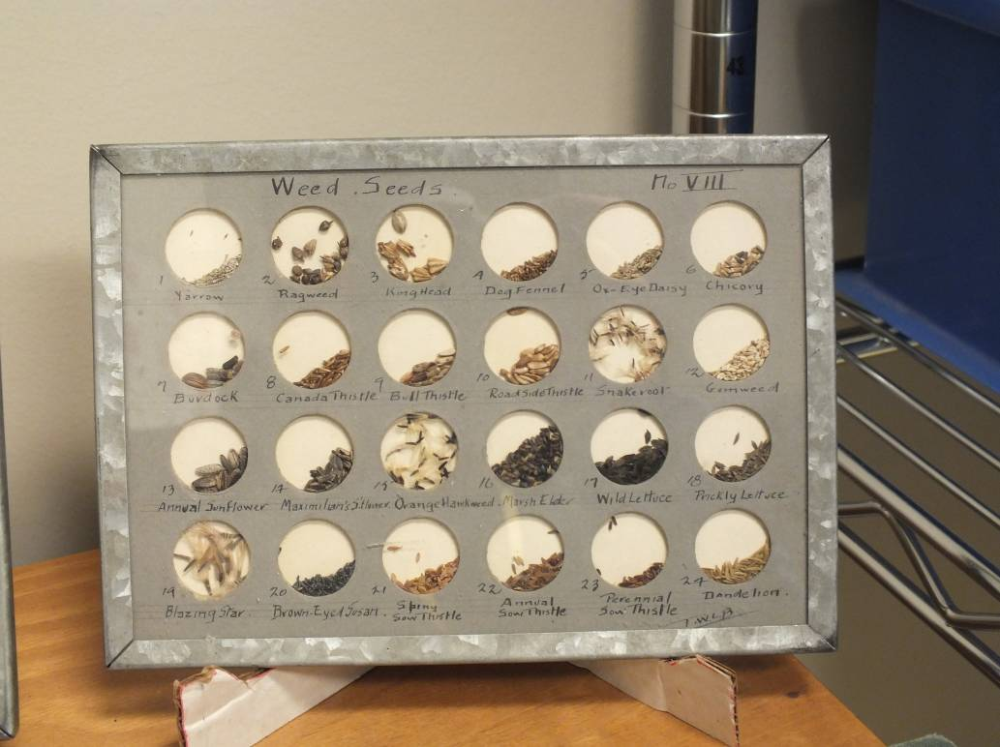 43
Weed Seeds. No VIII
1 Yarrow 2 Ragweed 3 KingHead 4 Dog Fennel 5 Ox-Eye Daisy 6 Chicory
7 Burdock 8 Canada Thistle 9 Bull Thistle 10 Road Side Thistle 11 Snakeroot 12 Gumweed
13 Annual Sunflower 14 Maximilian's S.flower. 15 Orange Hawkweed. 16 Marsh Elder 17 Wild Lettuce 18 Prickly Lettuce
19 Blazing Star. 20 Brown-Eyed Susan. 21 Spiny 22 Annual 23 Perennial 24 Dandelion.
Sow Thistle Sow Thistle Sow Thistle